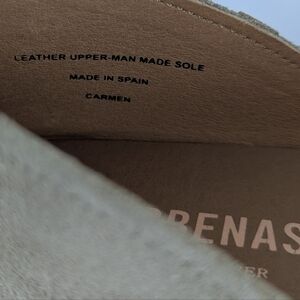 LEATHER UPPER-MAN MADE SOLE
MADE IN SPAIN
CARMEN